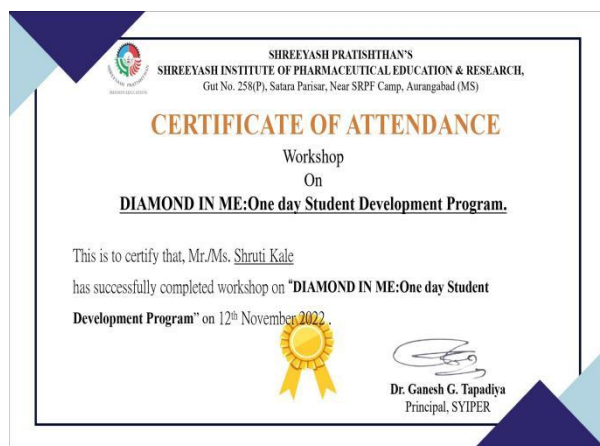 SHREEYASH PRATISHTHAN'S
SHREEYASH INSTITUTE OF PHARMACEUTICAL EDUCATION & RESEARCH,
Gut No. 258(P), Satara Parisar, Near SRPF Camp, Aurangabad (MS)
CERTIFICATE OF ATTENDANCE
Workshop
On
DIAMOND IN ME:One day Student Development Program.
This is to certify that, Mr./Ms. Shruti Kale
has successfully completed workshop on "DIAMOND IN ME:One day Student
Development Program" on 12th November 2022 .
Dr. Ganesh G. Tapadiya
Principal, SYIPER